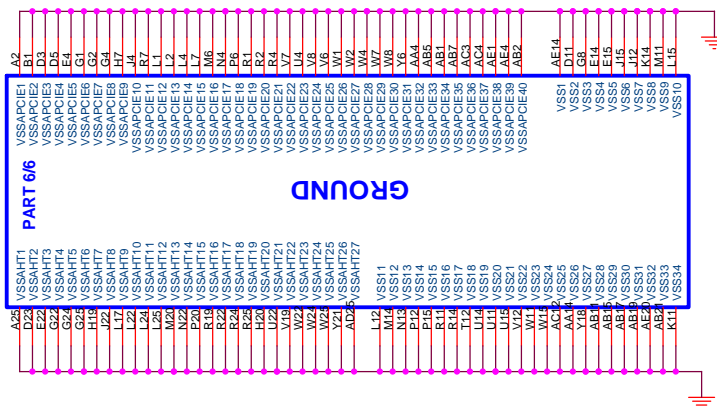 A2
B1
D3
D5
E4
G1
G2
G4
H7
J4
R7
L1
L2
L4
L7
M6
N4
P6
R1
R2
R4
V7
U4
V8
V6
W1
W2
W4
W7
W8
Y6
AA4
AB5
AB1
AB7
AC3
AC4
AE1
AE4
AB2
AE14
D11
G8
E14
E15
J15
J12
K14
M11
L15
VSSAPCIE1
VSSAPCIE2
VSSAPCIE3
VSSAPCIE4
VSSAPCIE5
VSSAPCIE6
VSSAPCIE7
VSSAPCIE8
VSSAPCIE9
VSSAPCIE10
VSSAPCIE11
VSSAPCIE12
VSSAPCIE13
VSSAPCIE14
VSSAPCIE15
VSSAPCIE16
VSSAPCIE17
VSSAPCIE18
VSSAPCIE19
VSSAPCIE20
VSSAPCIE21
VSSAPCIE22
VSSAPCIE23
VSSAPCIE24
VSSAPCIE25
VSSAPCIE26
VSSAPCIE27
VSSAPCIE28
VSSAPCIE29
VSSAPCIE30
VSSAPCIE31
VSSAPCIE32
VSSAPCIE33
VSSAPCIE34
VSSAPCIE35
VSSAPCIE36
VSSAPCIE37
VSSAPCIE38
VSSAPCIE39
VSSAPCIE40
VSS1
VSS2
VSS3
VSS4
VSS5
VSS6
VSS7
VSS8
VSS9
VSS10
PART 6/6
GROUND
VSSAHT1
VSSAHT2
VSSAHT3
VSSAHT4
VSSAHT5
VSSAHT6
VSSAHT7
VSSAHT8
VSSAHT9
VSSAHT10
VSSAHT11
VSSAHT12
VSSAHT13
VSSAHT14
VSSAHT15
VSSAHT16
VSSAHT17
VSSAHT18
VSSAHT19
VSSAHT20
VSSAHT21
VSSAHT22
VSSAHT23
VSSAHT24
VSSAHT25
VSSAHT26
VSSAHT27
VSS11
VSS12
VSS13
VSS14
VSS15
VSS16
VSS17
VSS18
VSS19
VSS20
VSS21
VSS22
VSS23
VSS24
VSS25
VSS26
VSS27
VSS28
VSS29
VSS30
VSS31
VSS32
VSS33
VSS34
A25
D23
E22
G22
G24
G25
H19
J22
L17
L22
L24
L25
M20
N22
P20
R19
R22
R24
R25
H20
U22
V19
W22
W24
W25
Y21
AD25
L12
M14
N13
P12
P15
R11
R14
T12
U14
U11
U15
V12
W11
W15
AC12
AA14
Y18
AB11
AB15
AB17
AB19
AE20
AB21
K11